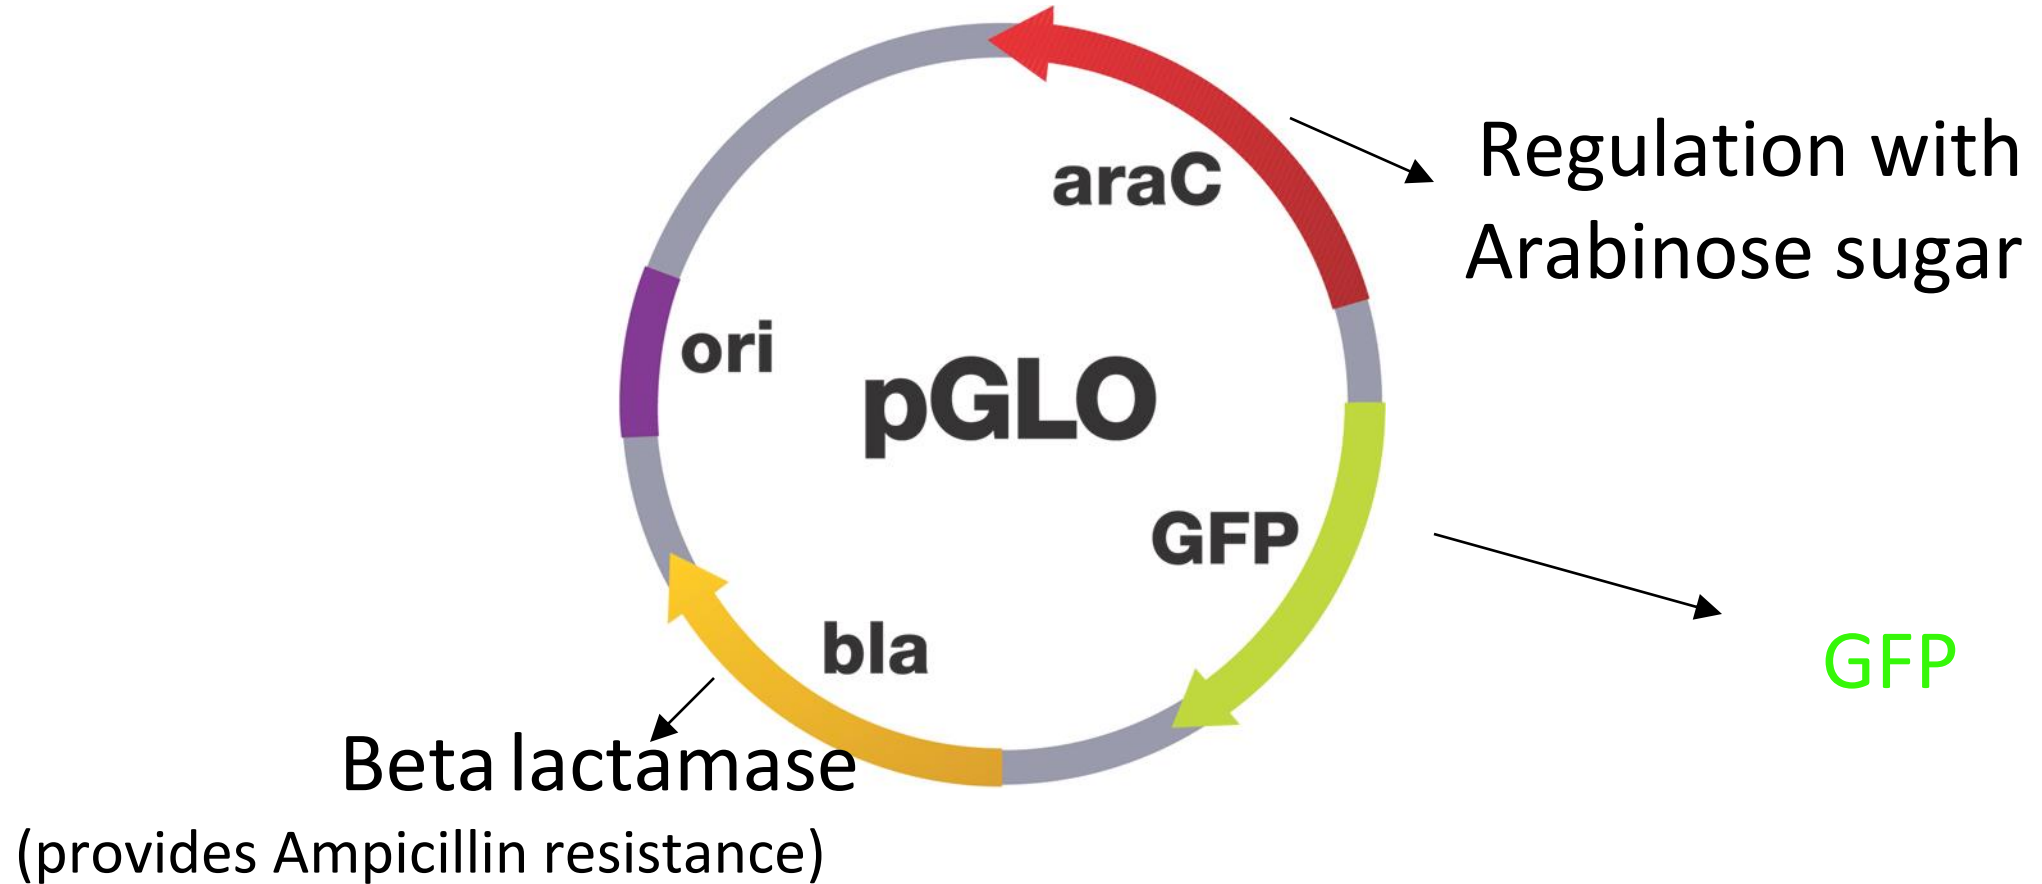 araC
Regulation with
Arabinose sugar
ori
pGLO
GFP
GFP
bla
Beta lactamase
(provides Ampicillin resistance)